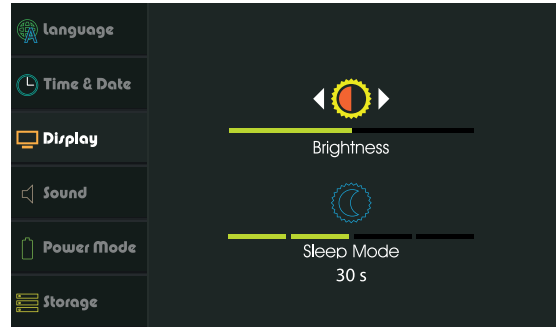 Language
Time & Date
Display
Sound
Power Mode
Storage
Brightness
Sleep Mode
30 s